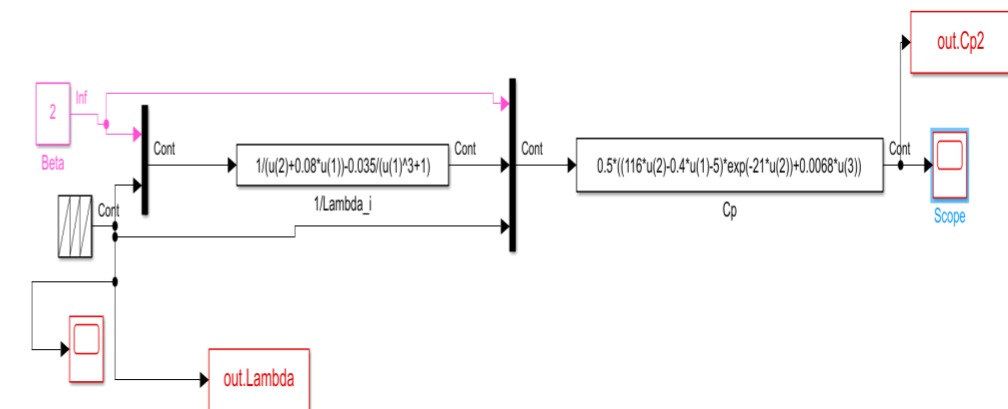 out.Cp2
Inf
2
Beta
Cont
1/(u(2)+0.08*u(1))-0.035/(u(1)^3+1)
Cont
1/Lambda_i
Cont
0.5*((116*u(2)-0.4*u(1)-5)*exp(-21*u(2))+0.0068*u(3))
Cont
Cp
Scope
Cont
out.Lambda